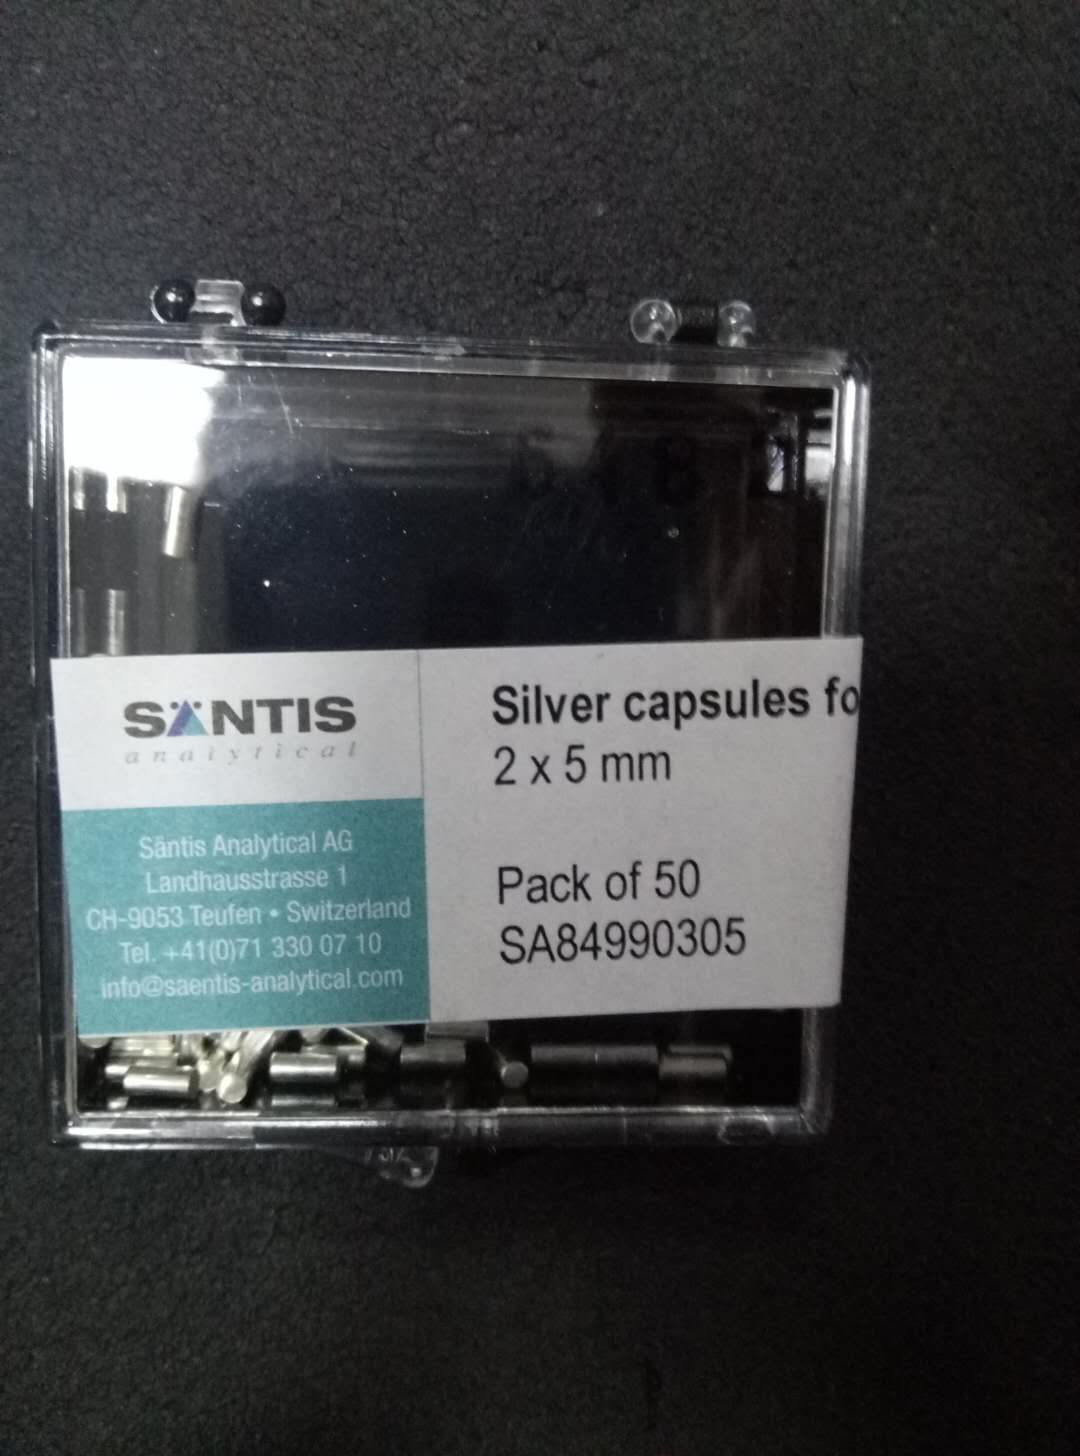 SÄNTIS
analytical
Säntis Analytical AG
Landhausstrasse 1
CH-9053 Teufen • Switzerland
Tel. +41(0)71 330 07 10
info@saentis-analytical.com
Silver capsules fo
2 x 5 mm
Pack of 50
SA84990305